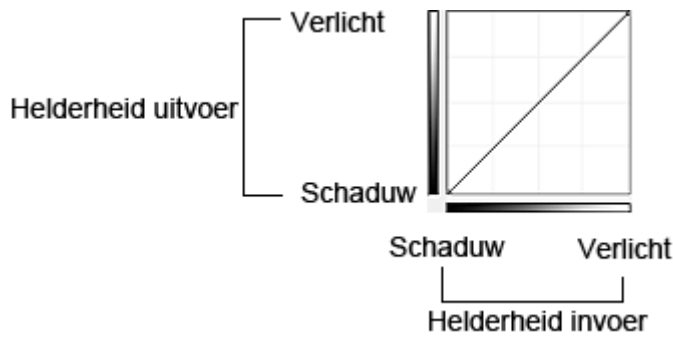 Verlicht
Helderheid uitvoer
Schaduw
Schaduw Verlicht
Helderheid invoer